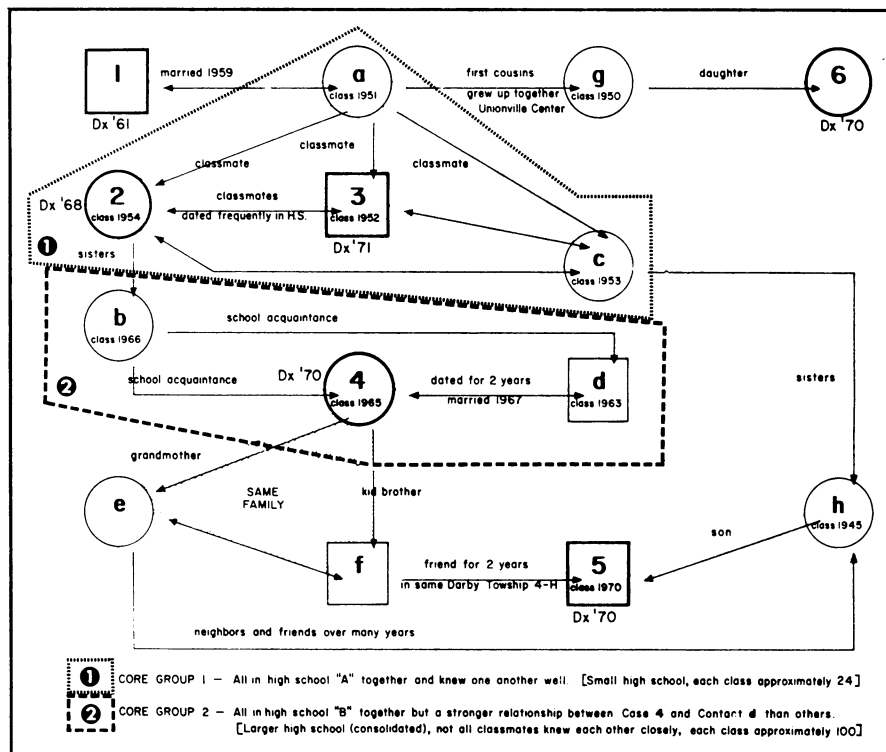 1
married 1959
a
class 1951
first cousins
grew up together
Unionville Center
g
class 1950
daughter
6
Dx '61
Dx '70
classmate
classmate
classmate
Dx '68
2
class 1954
classmates
dated frequently in H.S.
3
class 1952
Dx '71
c
class 1953
1
sisters
b
class 1966
school acquaintance
2
school acquaintance
Dx '70
4
class 1965
dated for 2 years
married 1967
d
class 1963
sisters
grandmother
e
SAME
FAMILY
kid brother
h
class 1945
son
f
friend for 2 years
in same Darby Towship 4-H
5
class 1970
Dx '70
neighbors and friends over many years
1 CORE GROUP 1 - All in high school "A" together and knew one another well. [Small high school, each class approximately 24]
2 CORE GROUP 2 - All in high school "B" together but a stronger relationship between Case 4 and Contact d than others.
[Larger high school (consolidated), not all classmates knew each other closely, each class approximately 100]